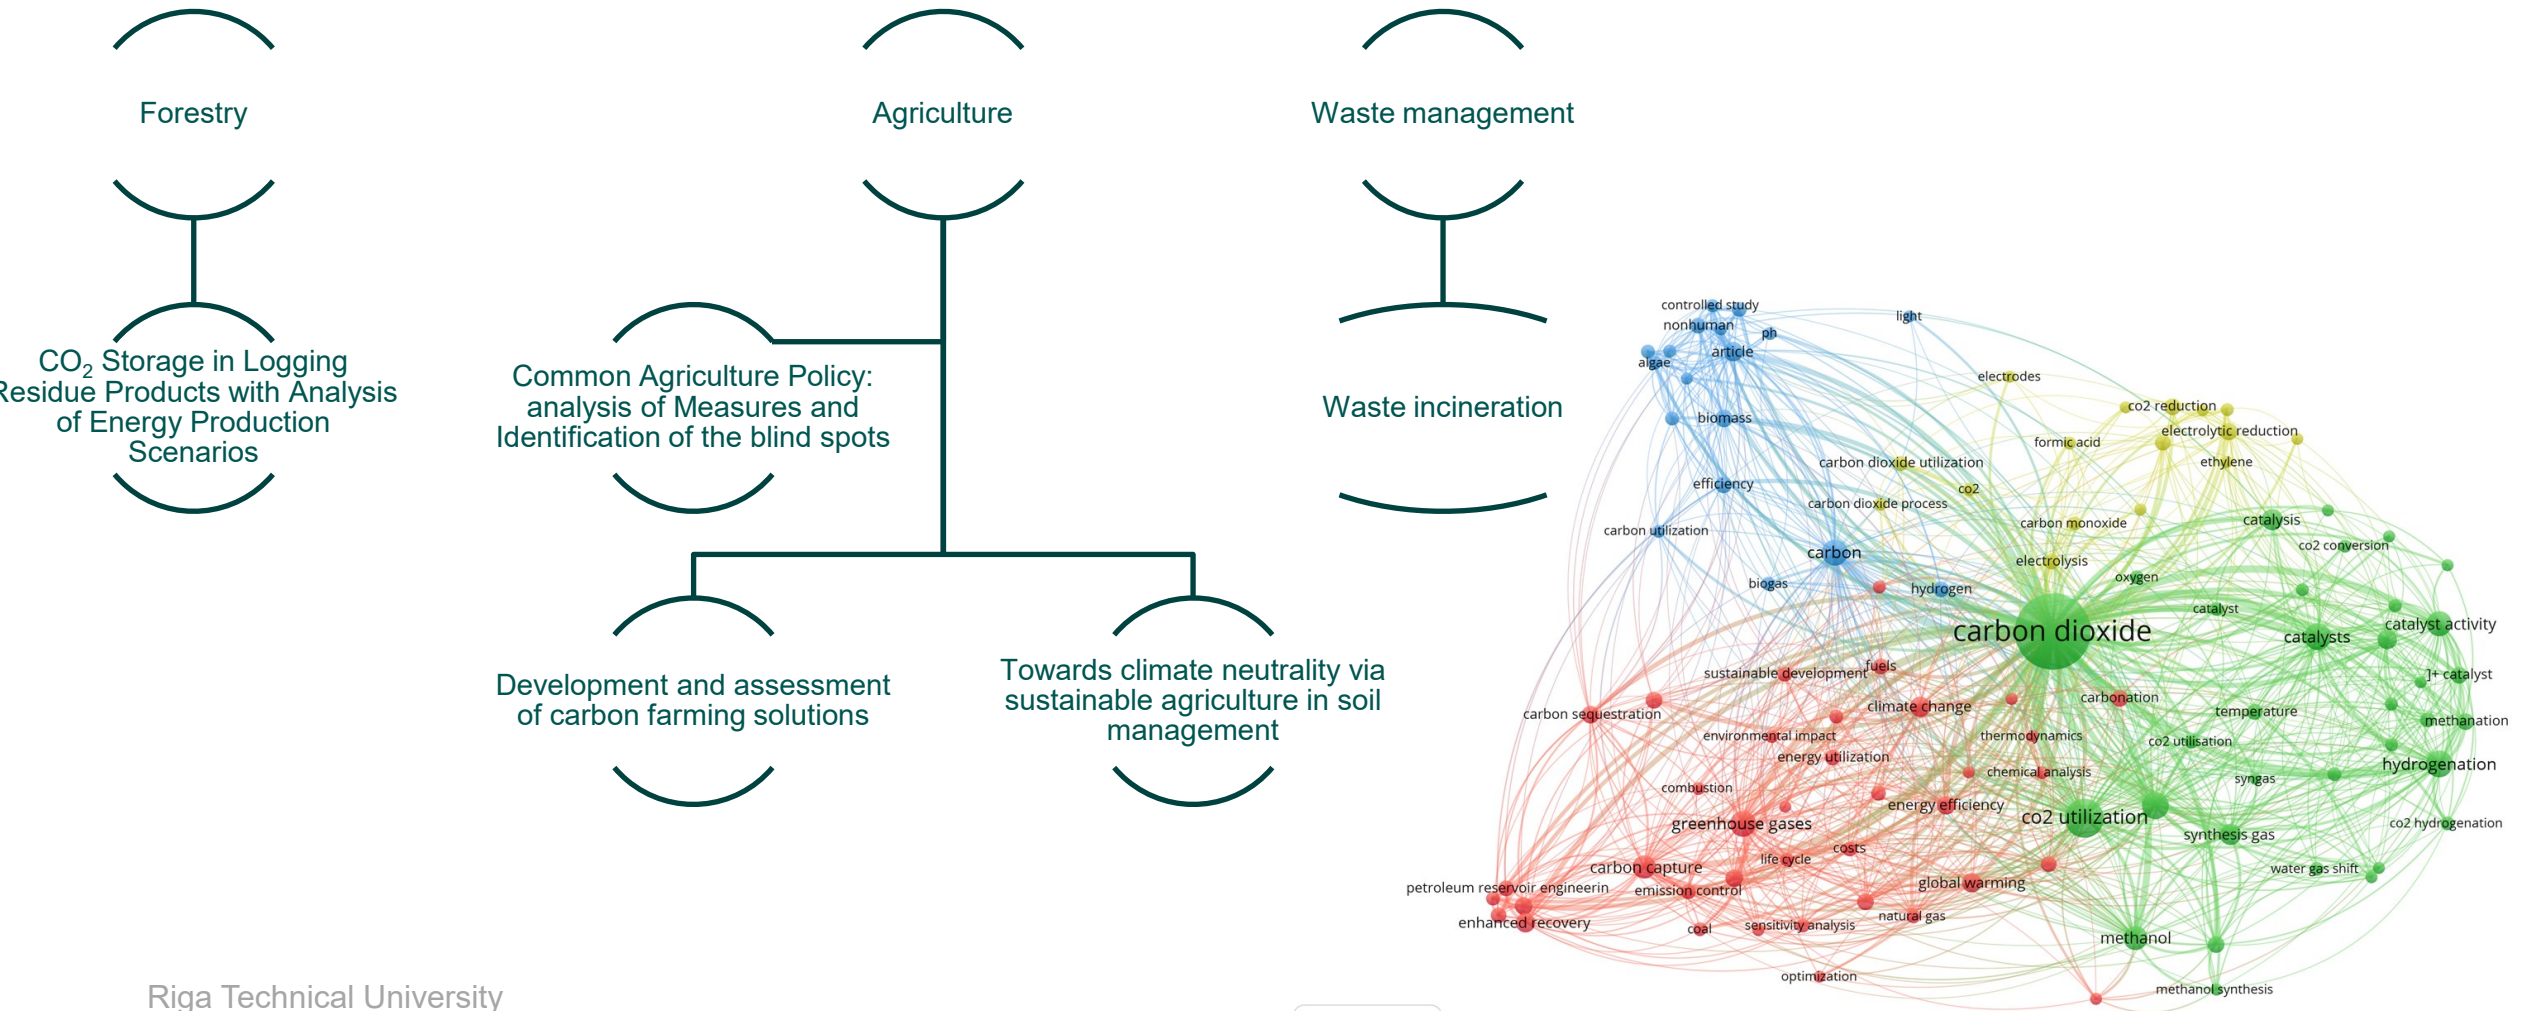 Forestry
Agriculture
Waste management
CO₂ Storage in Logging
Residue Products with Analysis
of Energy Production
Scenarios
Common Agriculture Policy:
analysis of Measures and
Identification of the blind spots
Waste incineration
Development and assessment
of carbon farming solutions
Towards climate neutrality via
sustainable agriculture in soil
management
controlled study
nonhuman
ph
light
article
algae
electrodes
co2 reduction
biomass
electrolytic reduction
formic acid
carbon dioxide utilization
ethylene
efficiency
co2
carbon dioxide process
carbon utilization
carbon monoxide
catalysis
co2 conversion
carbon
electrolysis
oxygen
biogas
hydrogen
catalyst
carbon dioxide
catalyst activity
catalysts
sustainable development
fuels
]+ catalyst
carbonation
carbon sequestration
climate change
temperature
methanation
environmental impact
thermodynamics
co2 utilisation
energy utilization
hydrogenation
chemical analysis
syngas
combustion
energy efficiency
co2 utilization
greenhouse gases
co2 hydrogenation
synthesis gas
costs
life cycle
carbon capture
water gas shift
petroleum reservoir engineerin
emission control
global warming
enhanced recovery
natural gas
coal
sensitivity analysis
methanol
optimization
methanol synthesis
Riga Technical University